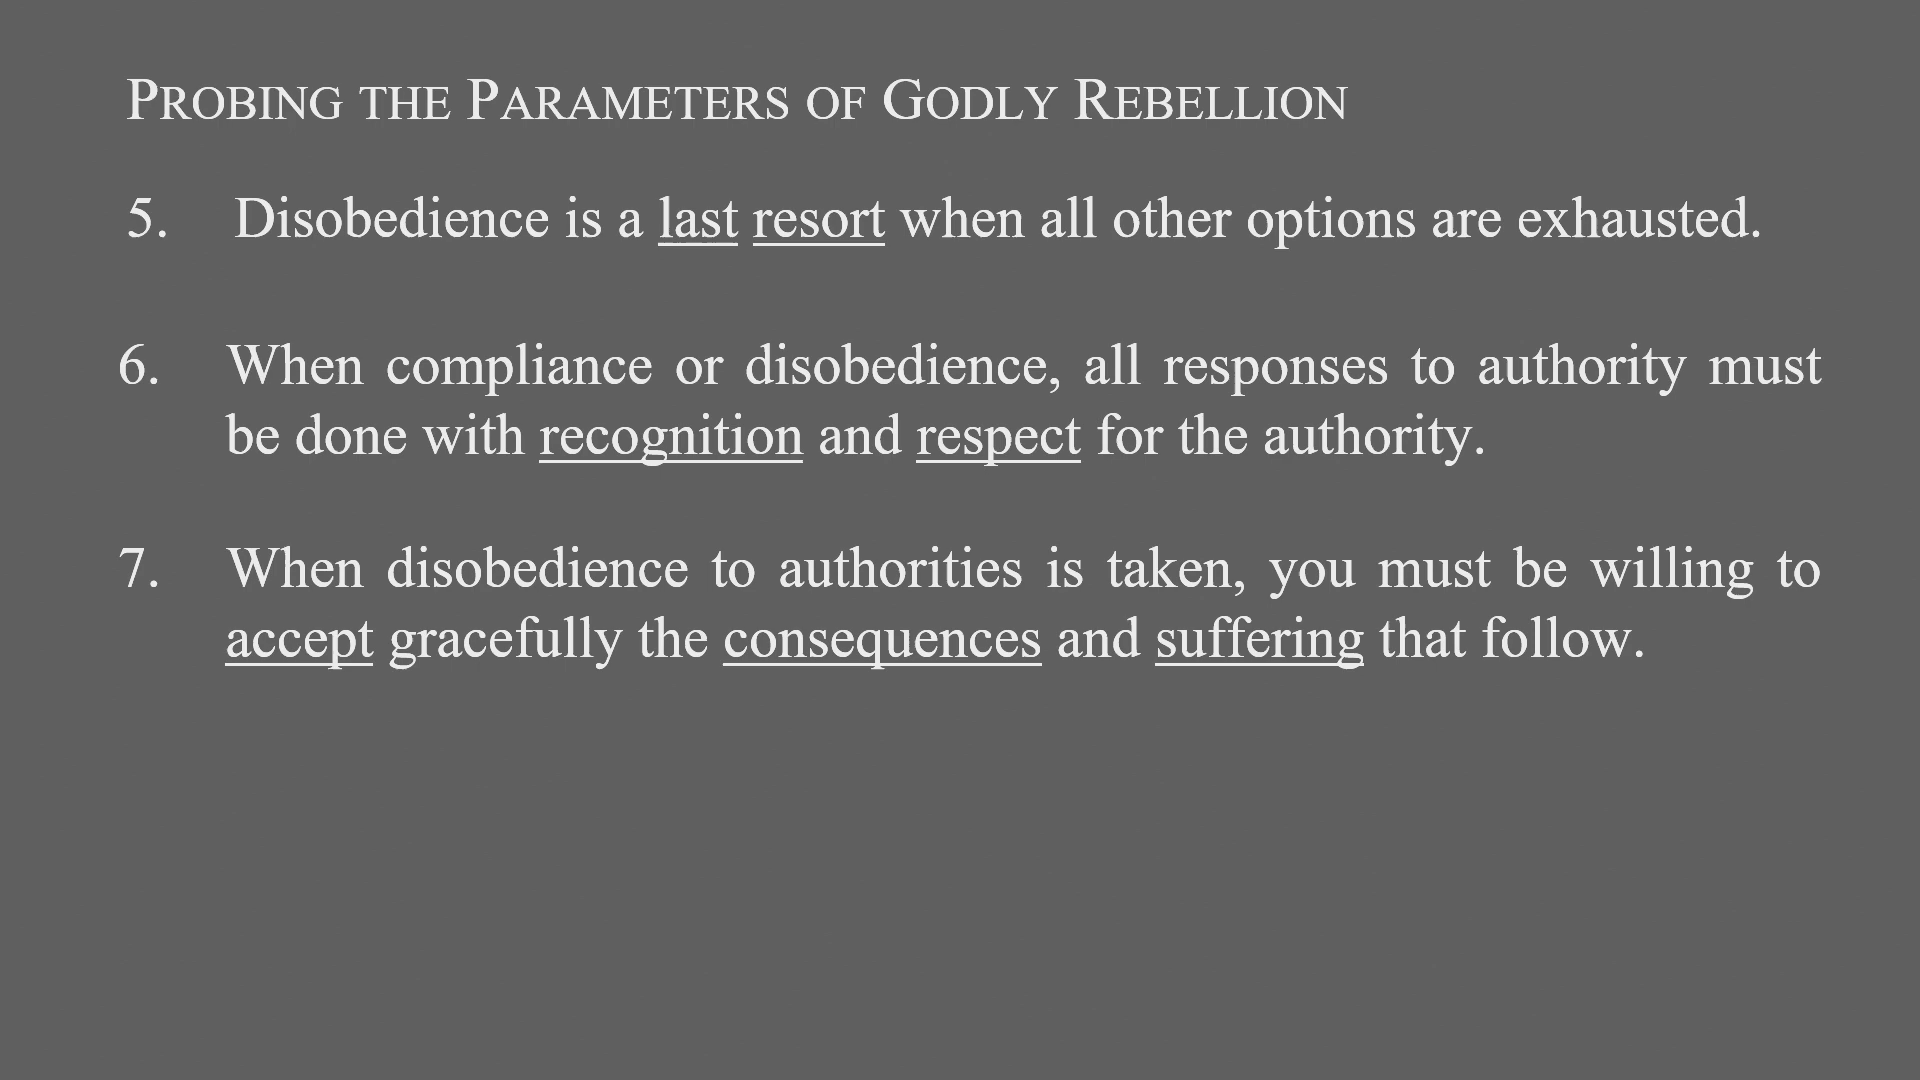 PROBING THE PARAMETERS OF GODLY REBELLION
5. Disobedience is a last resort when all other options are exhausted.
6. When compliance or disobedience, all responses to authority must
be done with recognition and respect for the authority.
7. When disobedience to authorities is taken, you must be willing to
accept gracefully the consequences and suffering that follow.